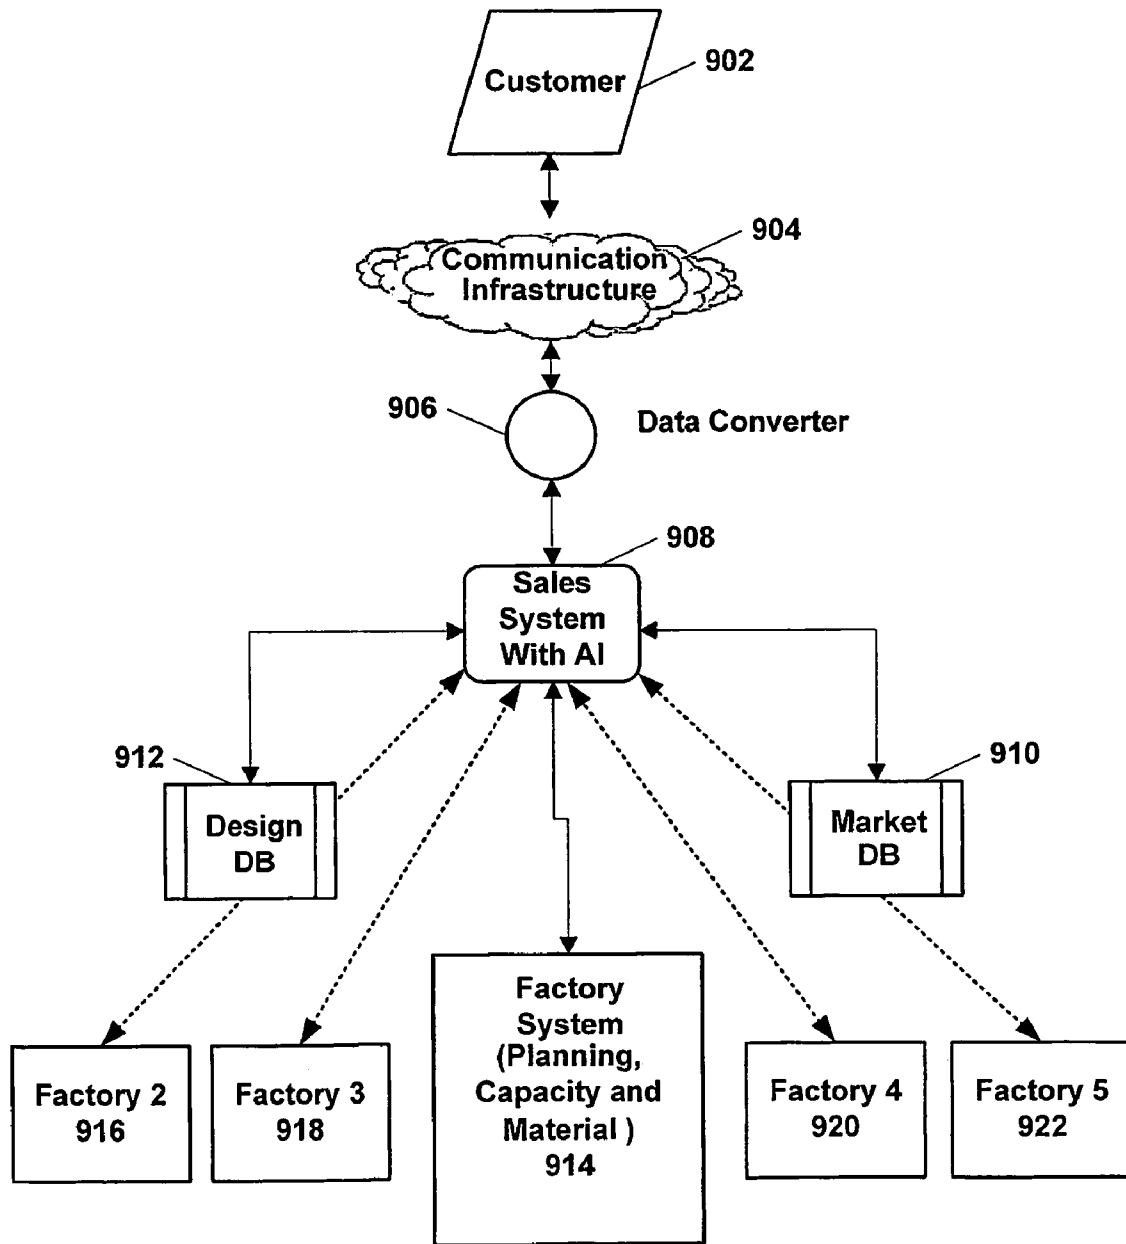 902
Customer
904
Communication
Infrastructure
906
Data Converter
908
Sales
System
With AI
912
910
Design
DB
Market
DB
Factory
System
(Planning,
Capacity and
Material )
914
Factory 2
916
Factory 3
918
Factory 4
920
Factory 5
922